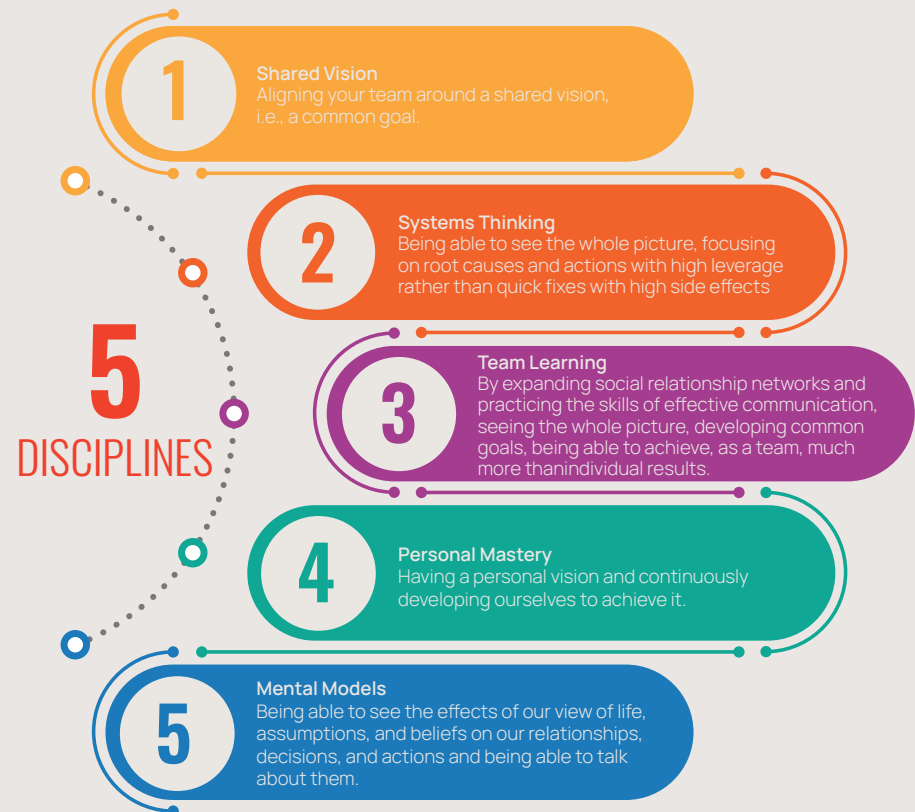 1
Shared Vision
Aligning your team around a shared vision,
i.e., a common goal.
2
Systems Thinking
Being able to see the whole picture, focusing
on root causes and actions with high leverage
rather than quick fixes with high side effects
5
DISCIPLINES
3
Team Learning
By expanding social relationship networks and
practicing the skills of effective communication,
seeing the whole picture, developing common
goals, being able to achieve, as a team, much
more thanindividual results.
4
Personal Mastery
Having a personal vision and continuously
developing ourselves to achieve it.
5
Mental Models
Being able to see the effects of our view of life,
assumptions, and beliefs on our relationships,
decisions, and actions and being able to talk
about them.